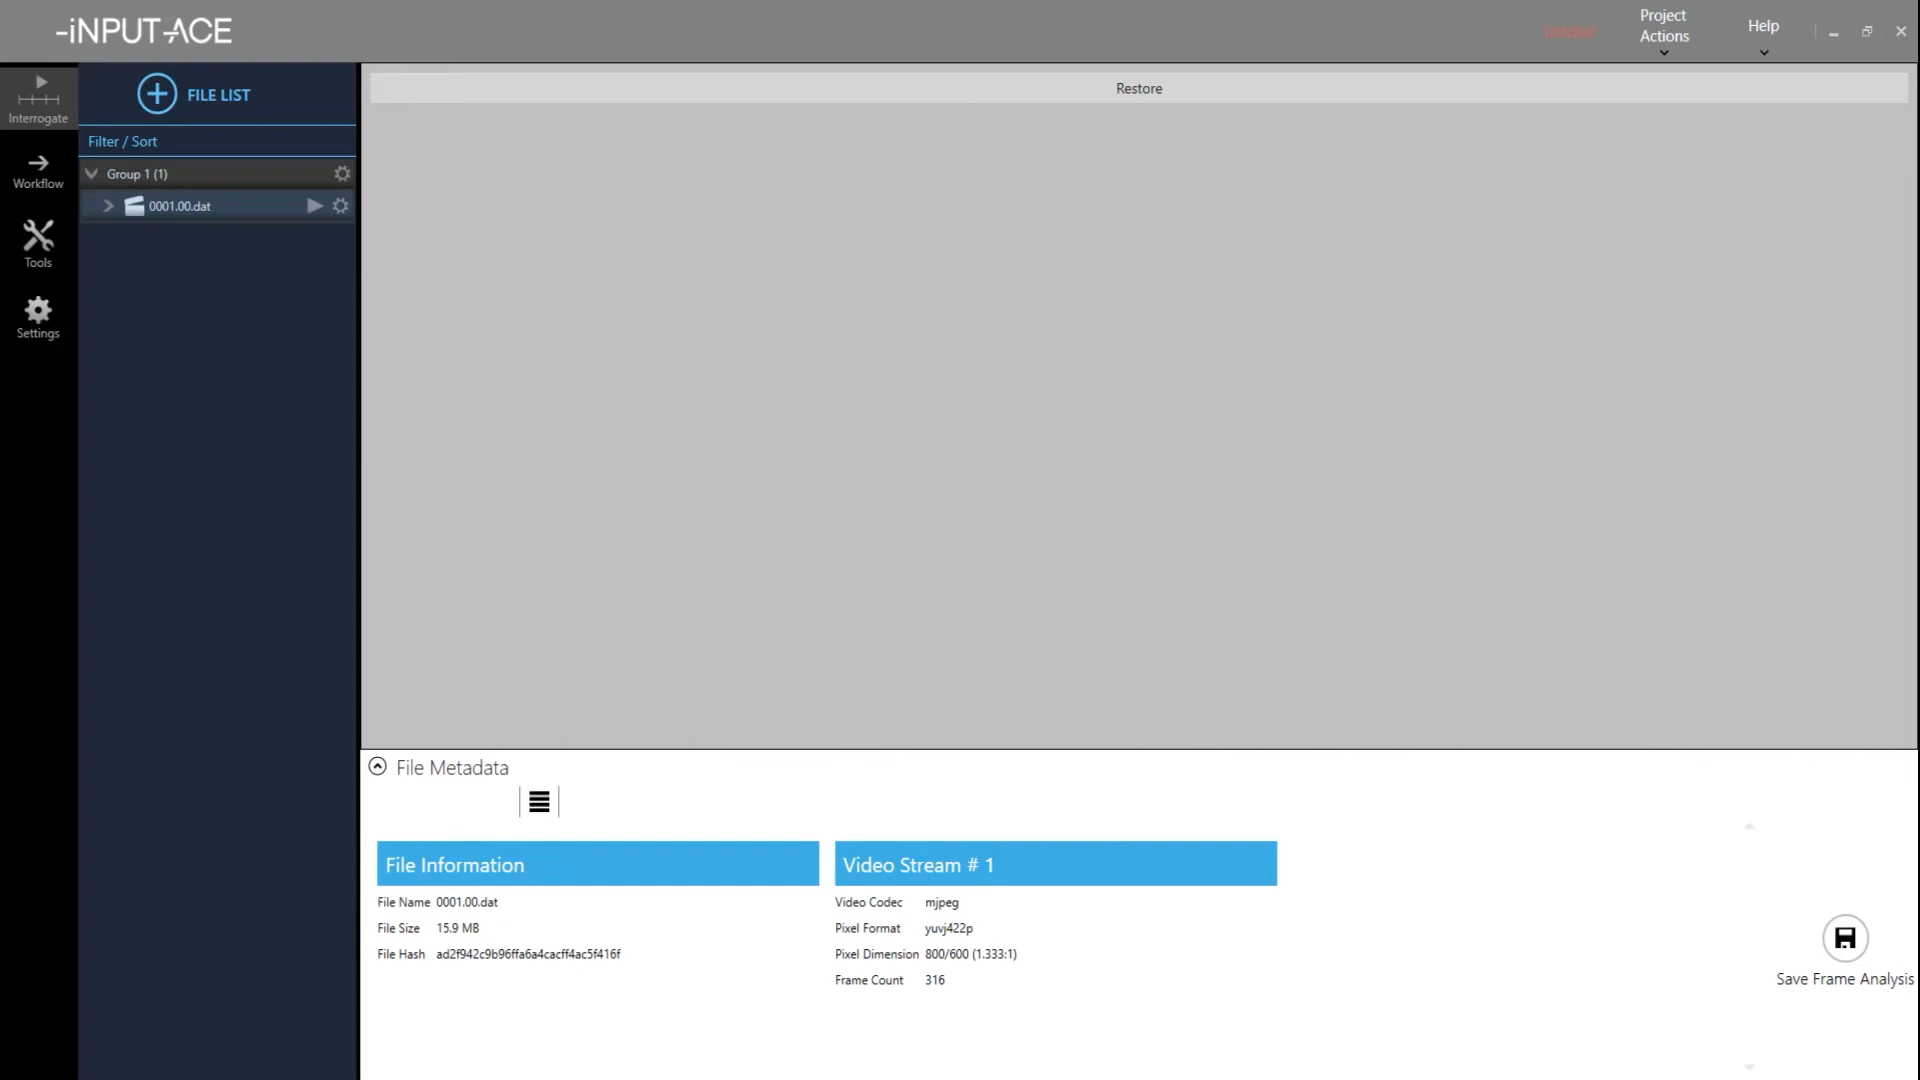 -iNPUT-ACE
Untitled
Project
Actions
Help
Interrogate
FILE LIST
Restore
Filter / Sort
Group 1 (1)
Workflow
0001.00.dat
Tools
Settings
File Metadata
File Information
Video Stream # 1
File Name 0001.00.dat
Video Codec mjpeg
File Size 15.9 MB
Pixel Format yuvj422p
File Hash ad2f942c9b96ffa6a4cacff4ac5f416f
Pixel Dimension 800/600 (1.333:1)
Frame Count 316
Save Frame Analysis